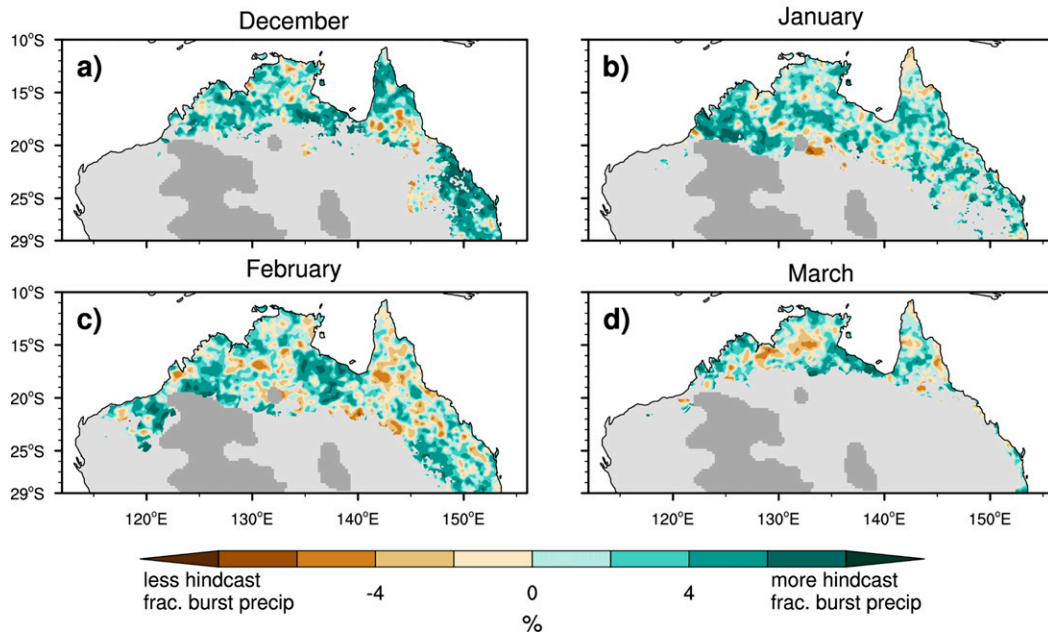 December
January
a)
b)
10°S
15°S
20°S
25°S
29°S
February
March
c)
d)
10°S
15°S
20°S
25°S
29°S
120°E 130°E 140°E 150°E
120°E 130°E 140°E 150°E
less hindcast
frac. burst precip
-4 0 4
more hindcast
frac. burst precip
%